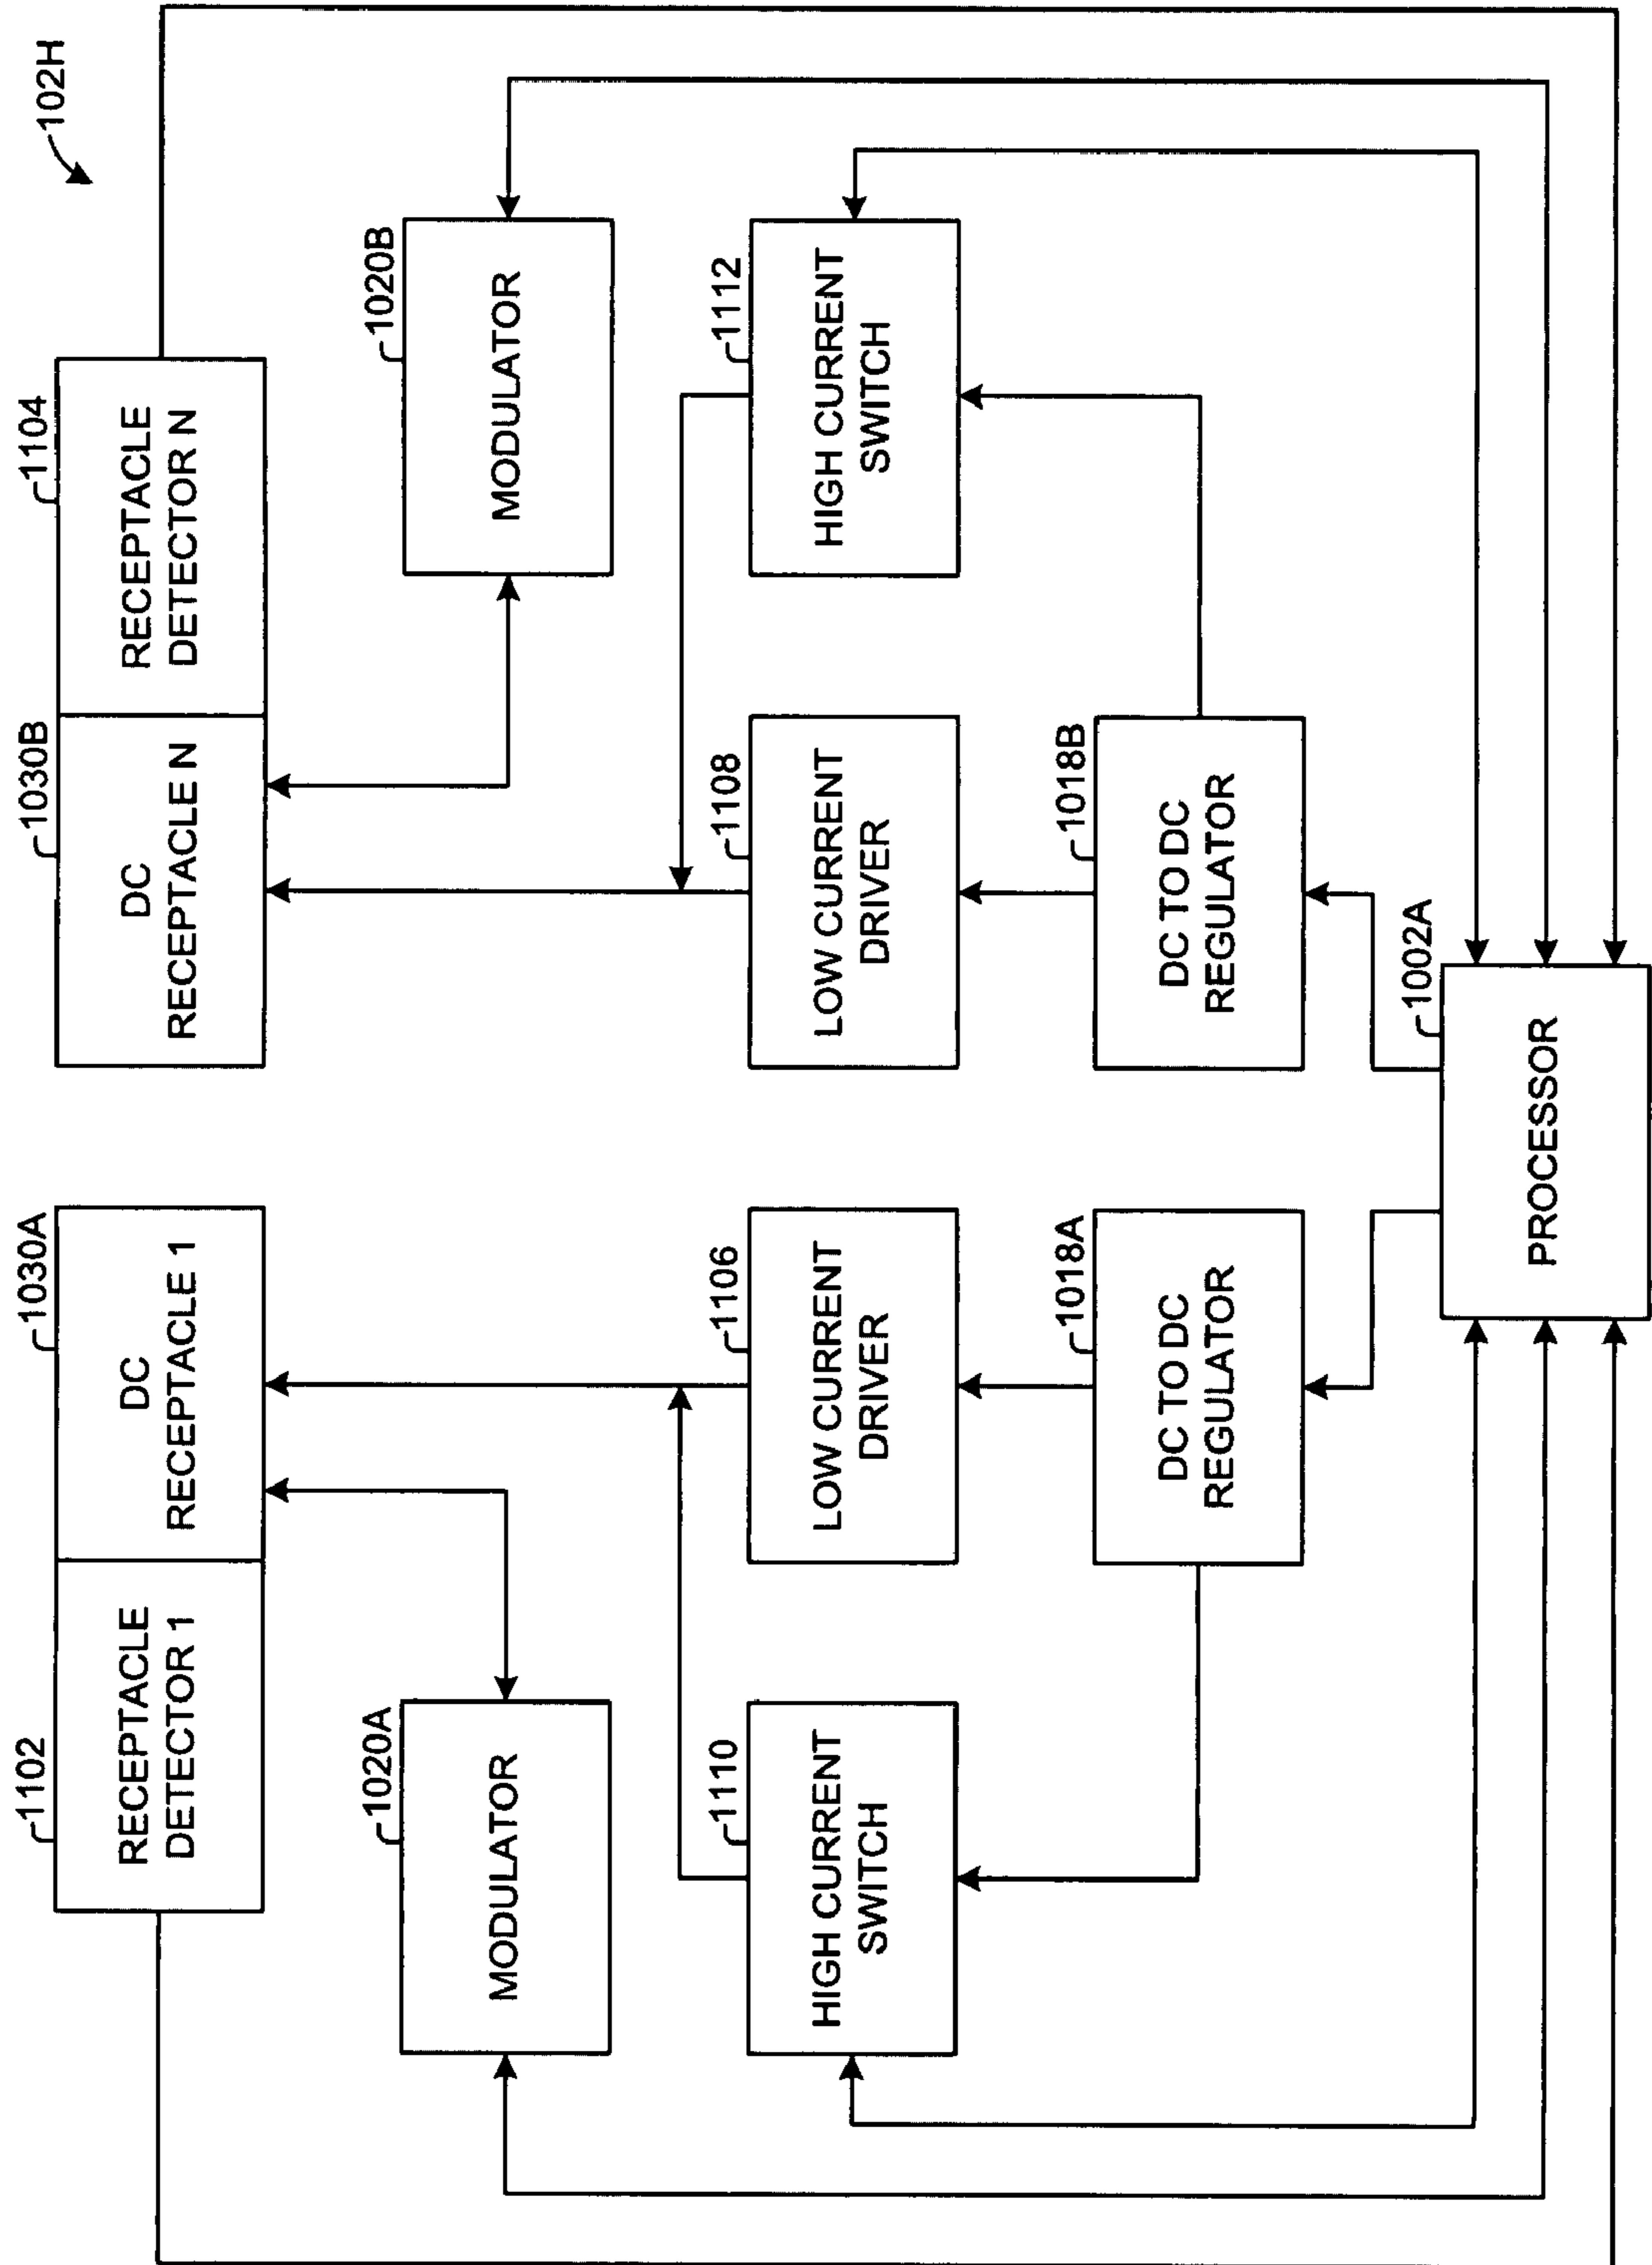 102H
1102
RECEPTACLE
DETECTOR 1
1030A
DC
RECEPTACLE 1
1030B
DC
RECEPTACLE N
1104
RECEPTACLE
DETECTOR N
1020A
MODULATOR
1020B
MODULATOR
1110
HIGH CURRENT
SWITCH
1106
LOW CURRENT
DRIVER
1108
LOW CURRENT
DRIVER
1112
HIGH CURRENT
SWITCH
1018A
DC TO DC
REGULATOR
1018B
DC TO DC
REGULATOR
1002A
PROCESSOR